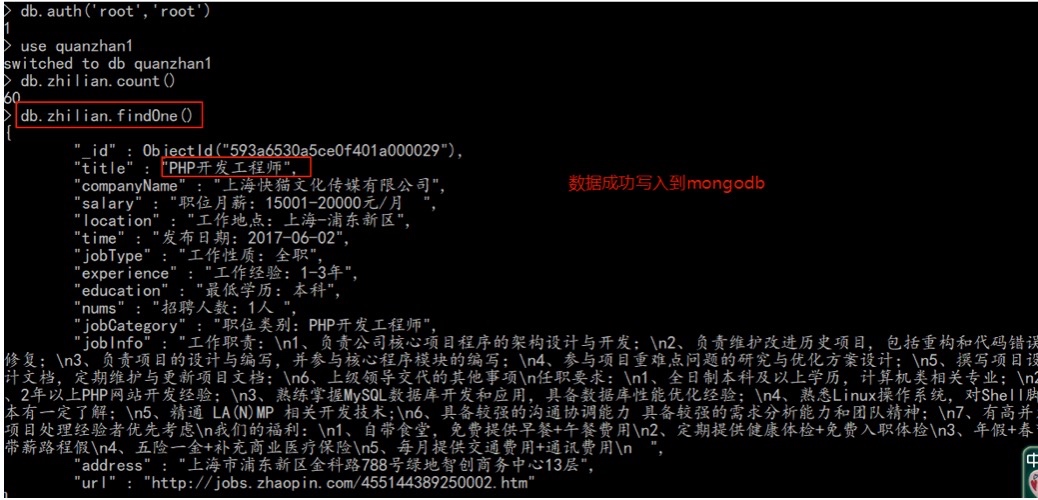 > db.auth('root','root')
1
> use quanzhan1
switched to db quanzhan1
> db.zhilian.count()
60
> db.zhilian.findOne()
{
"_id" : ObjectId("593a6530a5ce0f401a000029"),
"title" : "PHP开发工程师",
"companyName" : "上海快猫文化传媒有限公司",
数据成功写入到mongodb
"salary" : "职位月薪：15001-20000元/月  ",
"location" : "工作地点：上海-浦东新区",
"time" : "发布日期：2017-06-02",
"jobType" : "工作性质：全职",
"experience" : "工作经验：1-3年",
"education" : "最低学历：本科",
"nums" : "招聘人数：1人 ",
"jobCategory" : "职位类别：PHP开发工程师",
"jobInfo" : "工作职责：\n1、负责公司核心项目程序的架构设计与开发；\n2、负责维护改进历史项目，包括重构和代码错误
修复；\n3、负责项目的设计与编写，并参与核心程序模块的编写；\n4、参与项目重难点问题的研究与优化方案设计；\n5、撰写项目设
计文档，定期维护与更新项目文档；\n6、上级领导交代的其他事项\n任职要求：\n1、全日制本科及以上学历，计算机类相关专业；\n2
、2年以上PHP网站开发经验；\n3、熟练掌握MySQL数据库开发和应用，具备数据库性能优化经验；\n4、熟悉Linux操作系统，对Shell脚
本有一定了解；\n5、精通 LA(N)MP 相关开发技术;\n6、具备较强的沟通协调能力 具备较强的需求分析能力和团队精神；\n7、有高并
项目处理经验者优先考虑\n我们的福利：\n1、自带食堂，免费提供早餐+午餐费用\n2、定期提供健康体检+免费入职体检\n3、年假+春
带薪路程假\n4、五险一金+补充商业医疗保险\n5、每月提供交通费用+通讯费用\n  ",
"address" : "上海市浦东新区金科路788号绿地智创商务中心13层",
"url" : "http://jobs.zhaopin.com/455144389250002.htm"
中